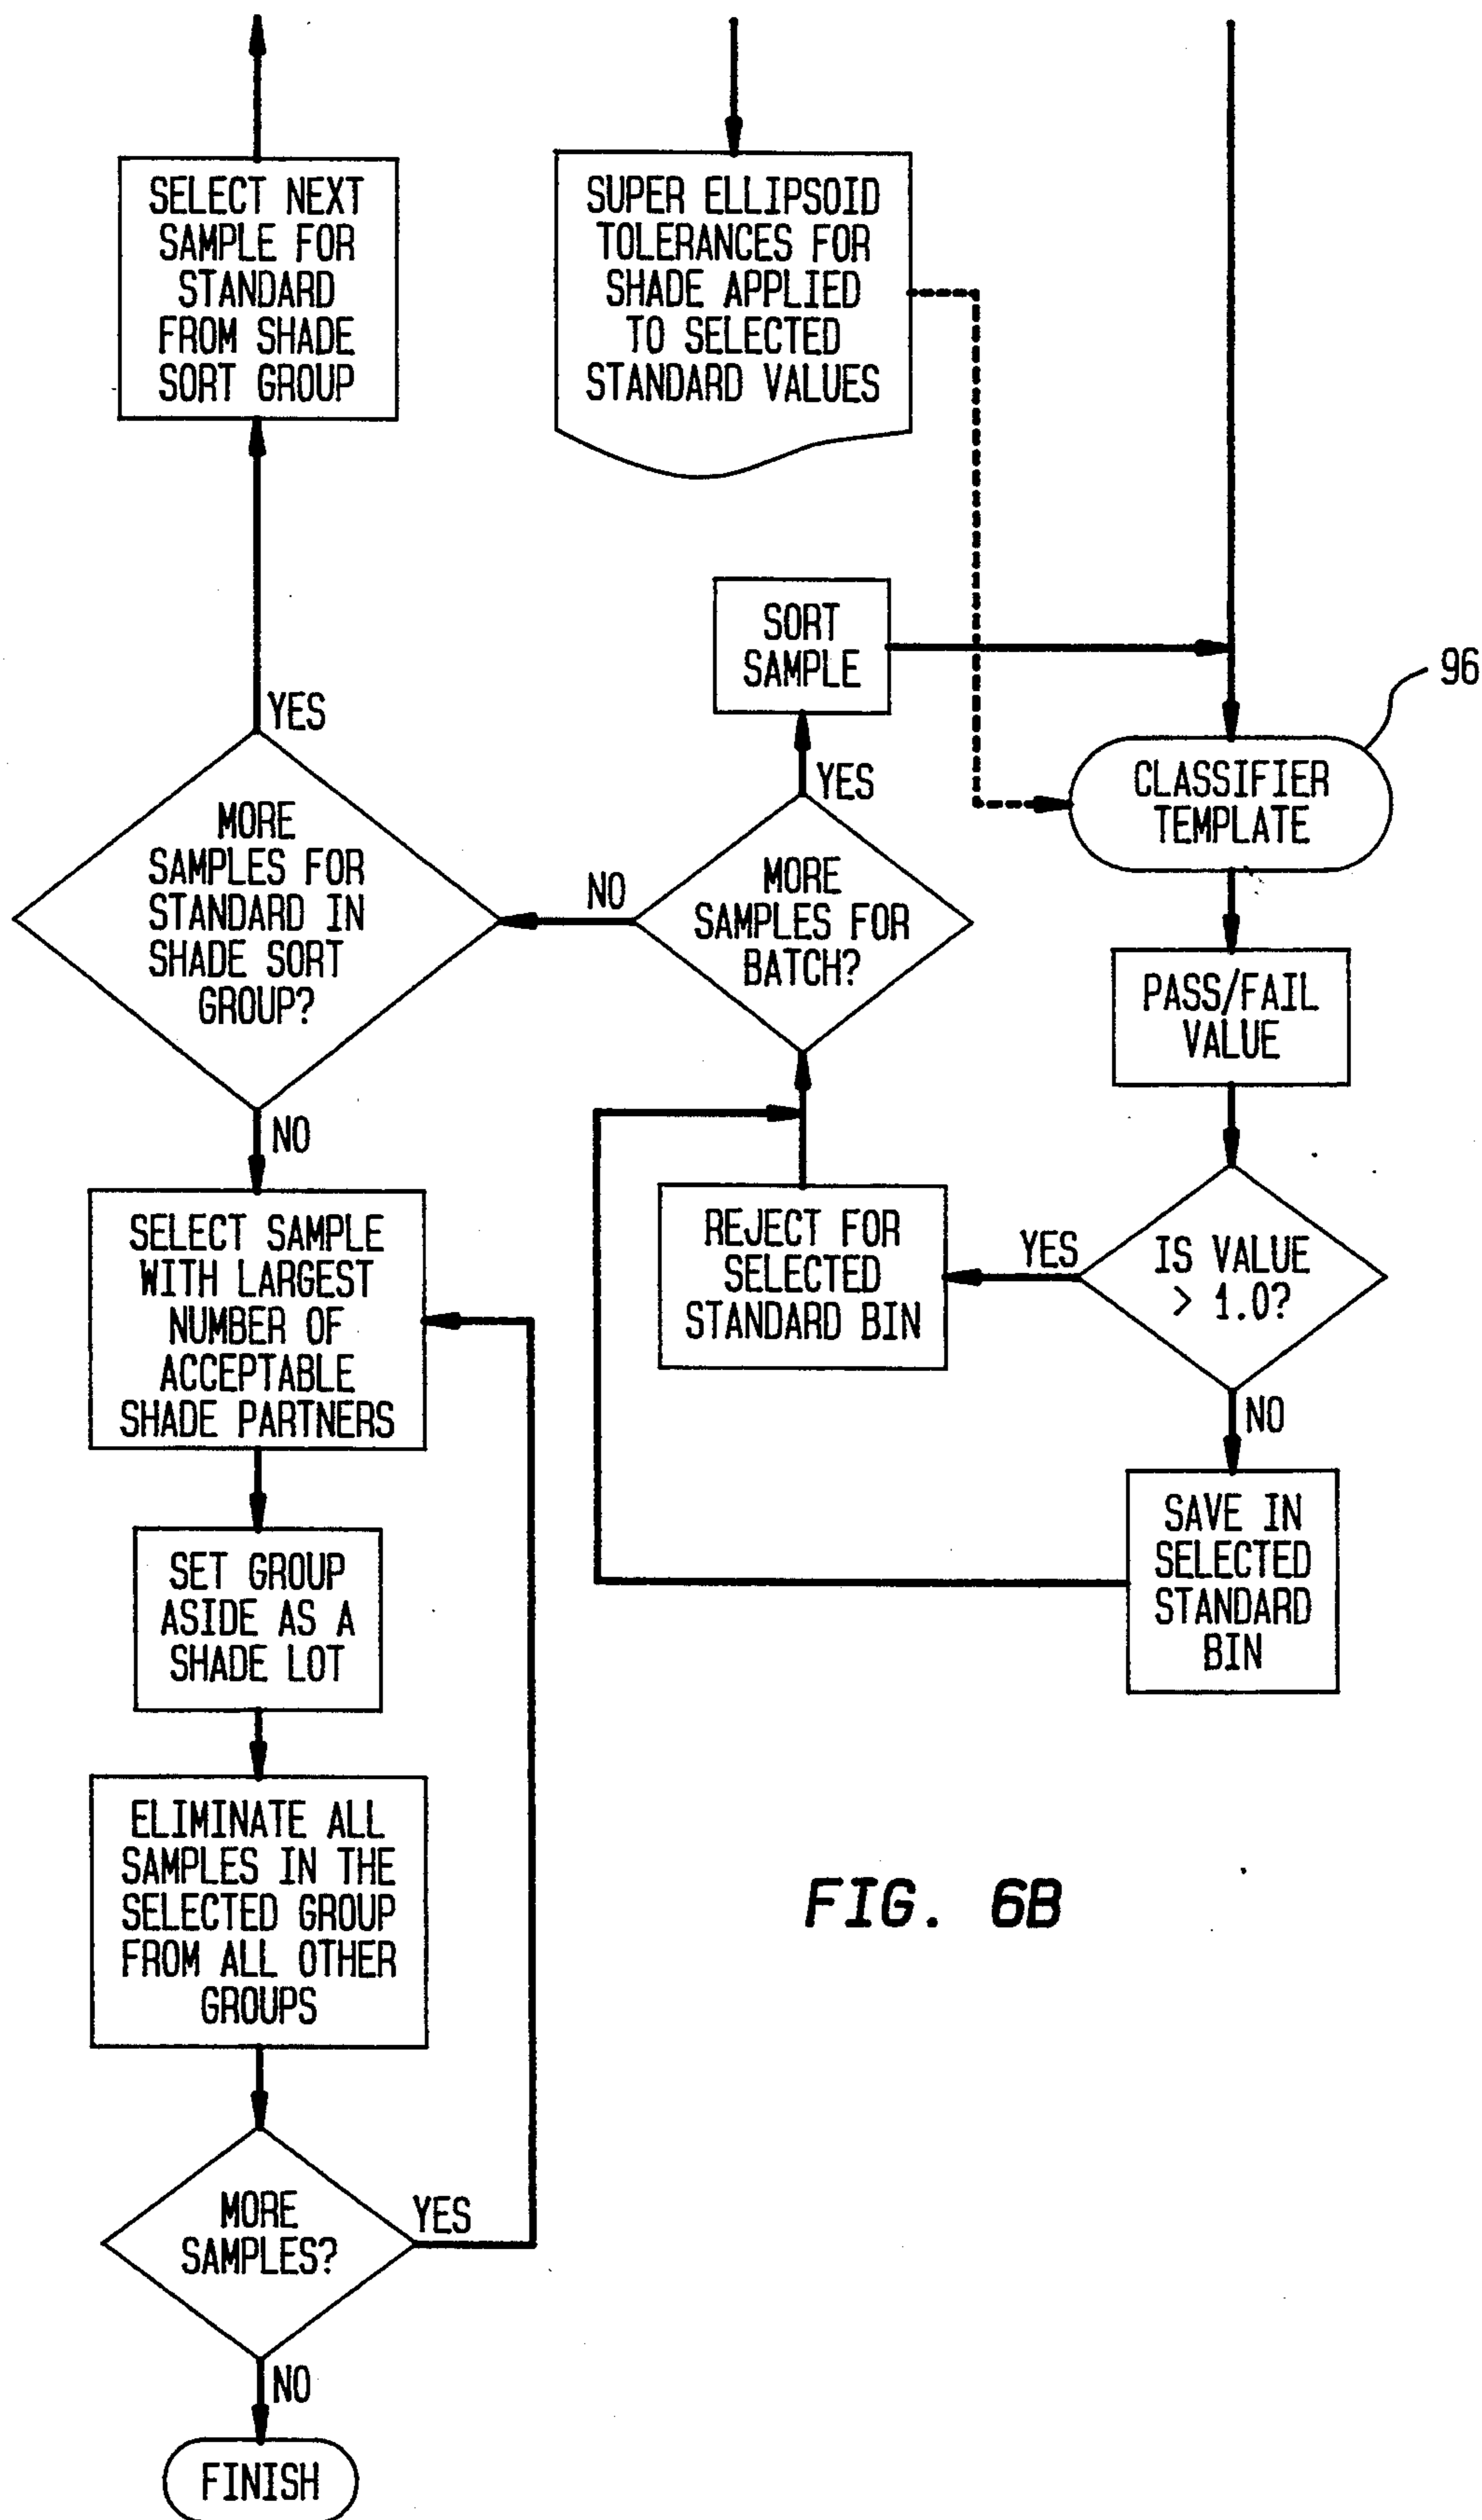 SELECT NEXT
SAMPLE FOR
STANDARD
FROM SHADE
SORT GROUP
SUPER ELLIPSOID
TOLERANCES FOR
SHADE APPLIED
TO SELECTED
STANDARD VALUES
SORT
SAMPLE
96
YES
CLASSIFIER
TEMPLATE
YES
MORE
SAMPLES FOR
STANDARD IN
SHADE SORT
GROUP?
NO
MORE
SAMPLES FOR
BATCH?
PASS/FAIL
VALUE
NO
SELECT SAMPLE
WITH LARGEST
NUMBER OF
ACCEPTABLE
SHADE PARTNERS
REJECT FOR
SELECTED
STANDARD BIN
YES
IS VALUE
> 1.0?
NO
SAVE IN
SELECTED
STANDARD
BIN
SET GROUP
ASIDE AS A
SHADE LOT
ELIMINATE ALL
SAMPLES IN THE
SELECTED GROUP
FROM ALL OTHER
GROUPS
FIG. 6B
MORE
SAMPLES?
YES
NO
FINISH